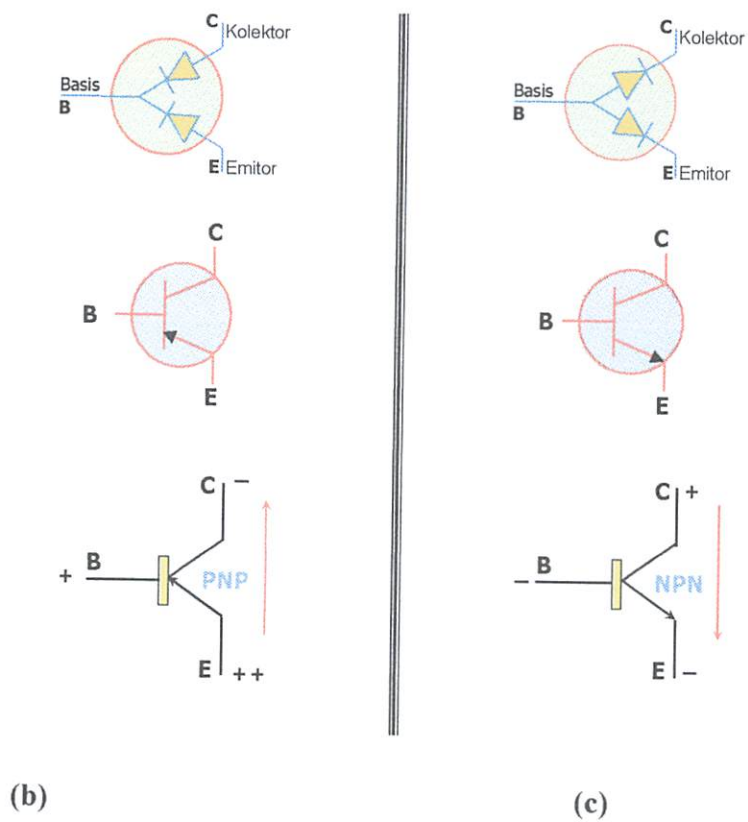 C
Kolektor
Basis
B
E Emitor
C
B
E
C –
+ B
PNP
E ++
(b)
C
Kolektor
Basis
B
E Emitor
C
B
E
C +
– B
NPN
E –
(c)